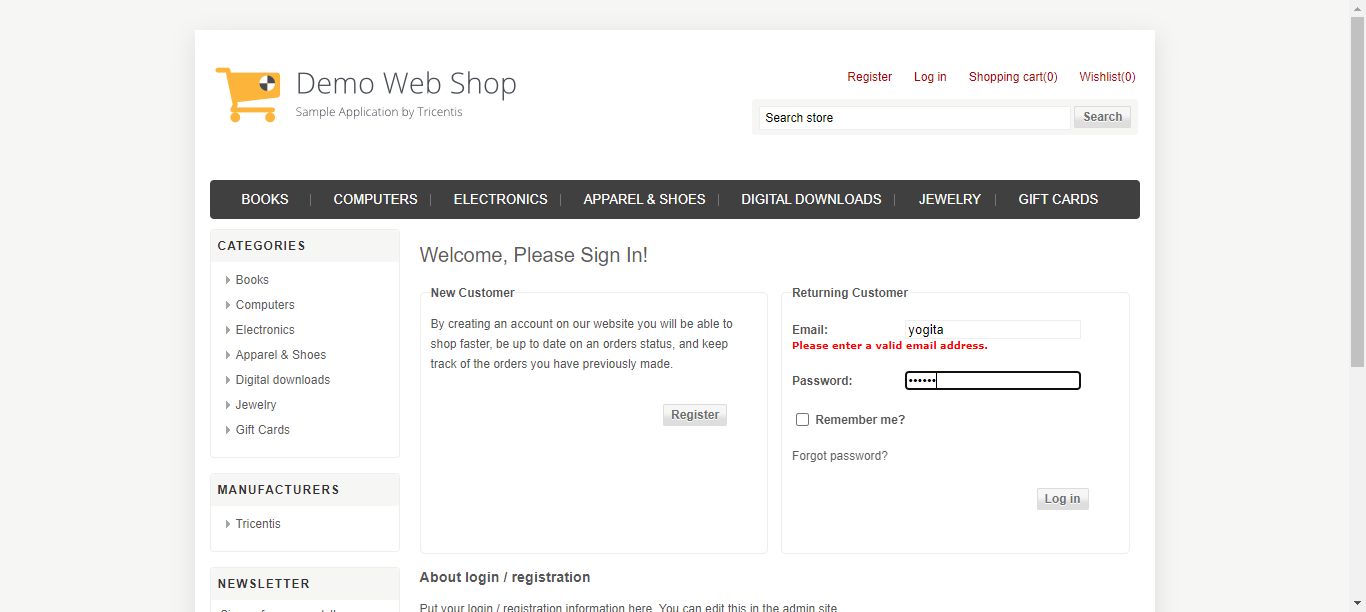 Demo Web Shop
Sample Application by Tricentis
Register Log in Shopping cart(0) Wishlist(0)
Search store Search
BOOKS COMPUTERS ELECTRONICS APPAREL & SHOES DIGITAL DOWNLOADS JEWELRY GIFT CARDS
CATEGORIES
Books
Computers
Electronics
Apparel & Shoes
Digital downloads
Jewelry
Gift Cards
MANUFACTURERS
Tricentis
NEWSLETTER
Welcome, Please Sign In!
New Customer
By creating an account on our website you will be able to
shop faster, be up to date on an orders status, and keep
track of the orders you have previously made.
Register
Returning Customer
Email: yogita
Please enter a valid email address.
Password: ••••••
Remember me?
Forgot password?
Log in
About login / registration
Put your login / registration information here. You can edit this in the admin site.